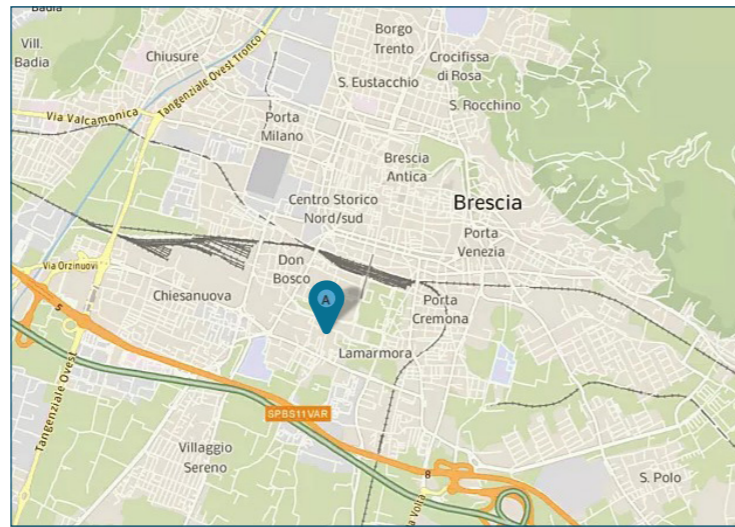 Badia
Vill.
Badia
Chiusure
Tangenziale Ovest Tronco 1
Borgo
Trento
Crocifissa
di Rosa
S. Eustacchio
S. Rocchino
Via Valcamonica
Porta
Milano
Brescia
Antica
Centro Storico
Nord/sud
Brescia
Porta
Venezia
Via Orzinuovi
Don
Bosco
Chiesanuova
A
Porta
Cremona
S
Lamarmora
Tangenziale Ovest
SPBS11VAR
Villaggio
Sereno
8
S. Polo
Volta